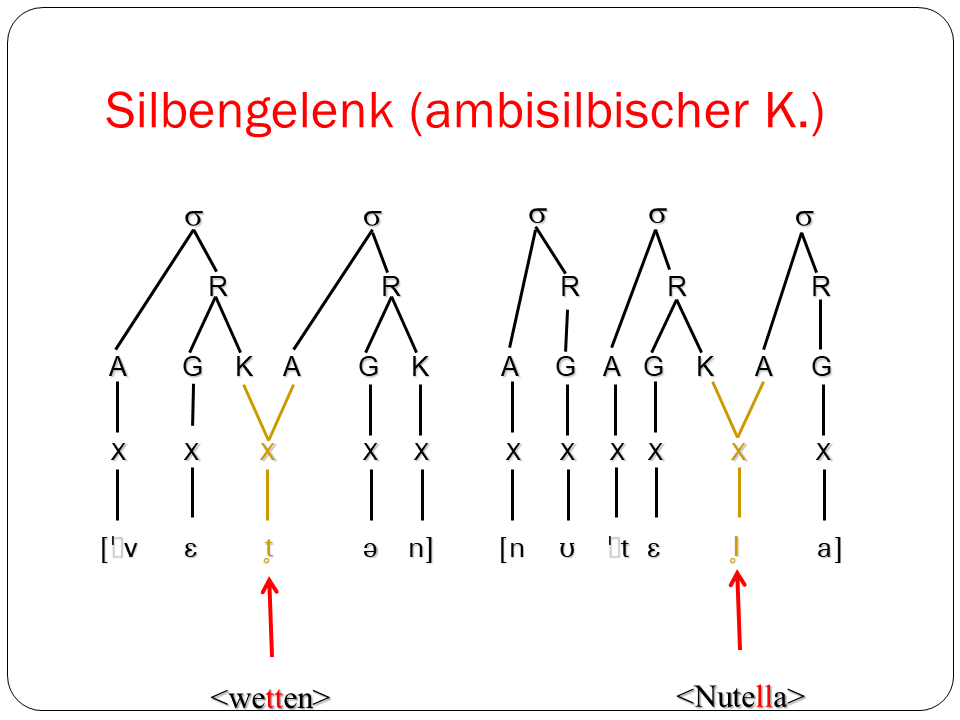 Silbengelenk (ambisilbischer K.)
σ σ σ σ σ
R R R R R
A G K A G K A G A G K A G
X X X X X X X X X X X
[ˈv ɛ t̥ ə n] [n ʊ ˈt ɛ l̥ a]
<wetten> <Nutella>